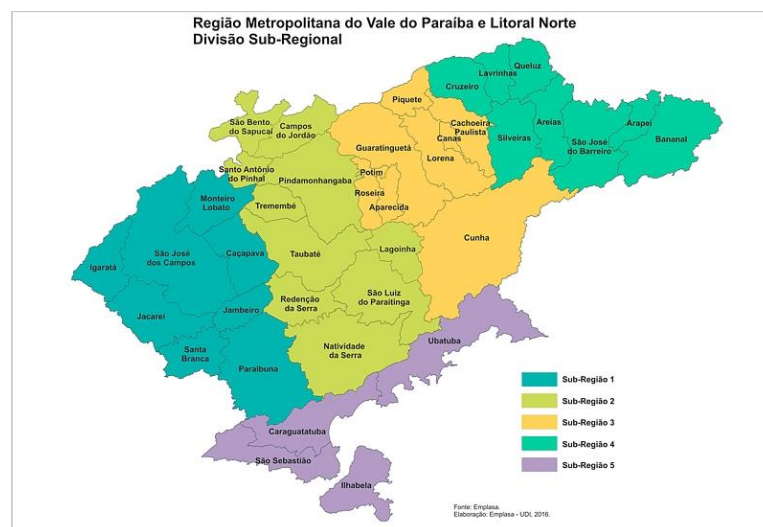 Região Metropolitana do Vale do Paraíba e Litoral Norte
Divisão Sub-Regional
Queluz
Lavrinhas
Cruzeiro
Piquete
São Bento
do Sapucaí
Campos
do Jordão
Cachoeira
Paulista
Canas
Areias
Arapeí
Silveiras
São José
do Barreiro
Bananal
Guaratinguetá
Lorena
Santo Antônio
do Pinhal
Pindamonhangaba
Potim
Roseira
Aparecida
Monteiro
Lobato
Tremembé
Cunha
Lagoinha
São José
dos Campos
Caçapava
Taubaté
Igaratá
São Luiz
do Paraitinga
Redenção
da Serra
Jacareí
Jambeiro
Santa
Branca
Natividade
da Serra
Ubatuba
Paraibuna
Caraguatatuba
São Sebastião
Ilhabela
Sub-Região 1
Sub-Região 2
Sub-Região 3
Sub-Região 4
Sub-Região 5
Fonte: Emplasa.
Elaboração: Emplasa - UDI, 2016.